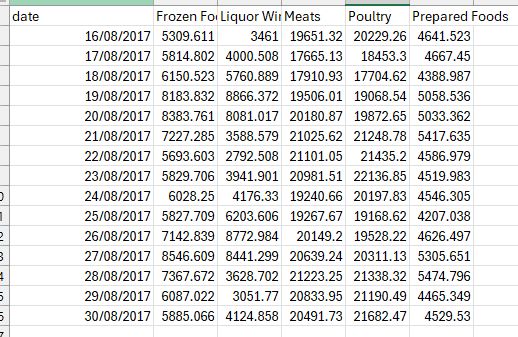 date Frozen Fo Liquor Wi Meats Poultry Prepared Foods
16/08/2017 5309.611 3461 19651.32 20229.26 4641.523
17/08/2017 5814.802 4000.508 17665.13 18453.3 4667.45
18/08/2017 6150.523 5760.889 17910.93 17704.62 4388.987
19/08/2017 8183.832 8866.372 19506.01 19068.54 5058.536
20/08/2017 8383.761 8081.017 20180.87 19872.65 5033.362
21/08/2017 7227.285 3588.579 21025.62 21248.78 5417.635
22/08/2017 5693.603 2792.508 21101.05 21435.2 4586.979
23/08/2017 5829.706 3941.901 20981.51 22136.85 4519.983
24/08/2017 6028.25 4176.33 19240.66 20197.83 4546.305
25/08/2017 5827.709 6203.606 19267.67 19168.62 4207.038
26/08/2017 7142.839 8772.984 20149.2 19528.22 4626.497
27/08/2017 8546.609 8441.299 20639.24 20311.13 5305.651
28/08/2017 7367.672 3628.702 21223.25 21338.32 5474.796
29/08/2017 6087.022 3051.77 20833.95 21190.49 4465.349
30/08/2017 5885.066 4124.858 20491.73 21682.47 4529.53